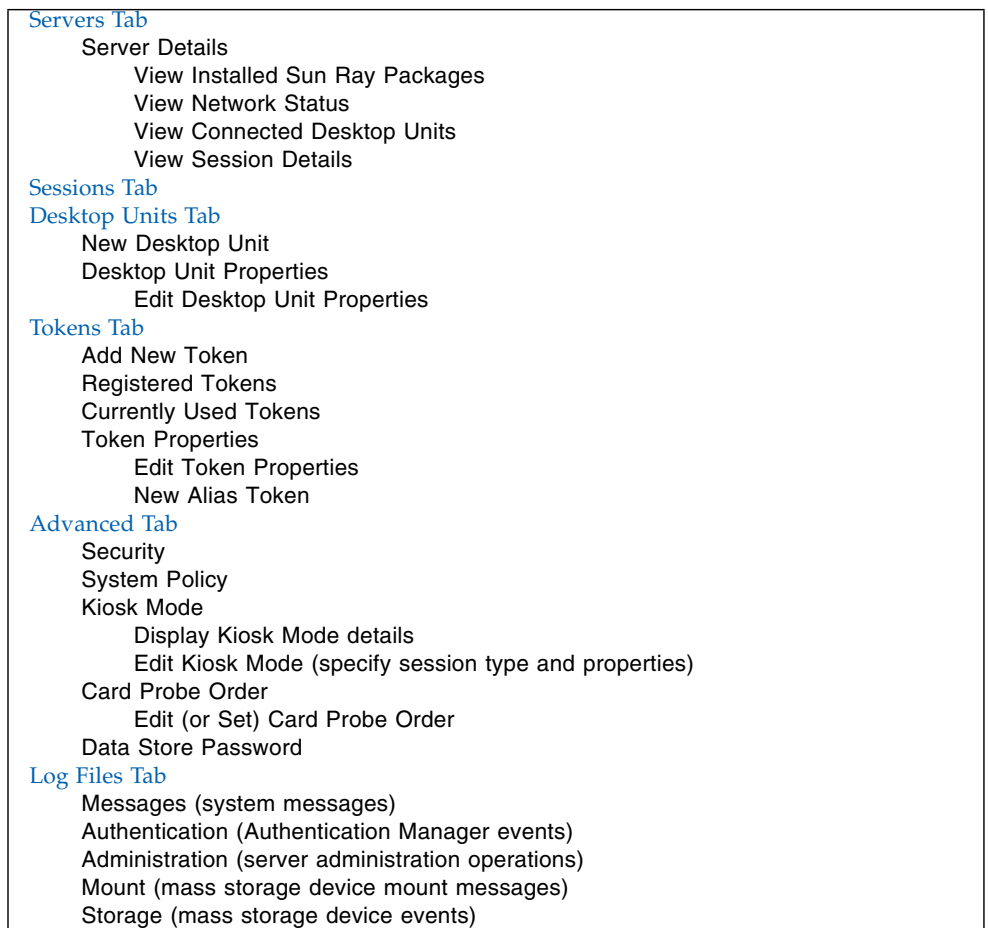 Servers Tab
Server Details
View Installed Sun Ray Packages
View Network Status
View Connected Desktop Units
View Session Details
Sessions Tab
Desktop Units Tab
New Desktop Unit
Desktop Unit Properties
Edit Desktop Unit Properties
Tokens Tab
Add New Token
Registered Tokens
Currently Used Tokens
Token Properties
Edit Token Properties
New Alias Token
Advanced Tab
Security
System Policy
Kiosk Mode
Display Kiosk Mode details
Edit Kiosk Mode (specify session type and properties)
Card Probe Order
Edit (or Set) Card Probe Order
Data Store Password
Log Files Tab
Messages (system messages)
Authentication (Authentication Manager events)
Administration (server administration operations)
Mount (mass storage device mount messages)
Storage (mass storage device events)